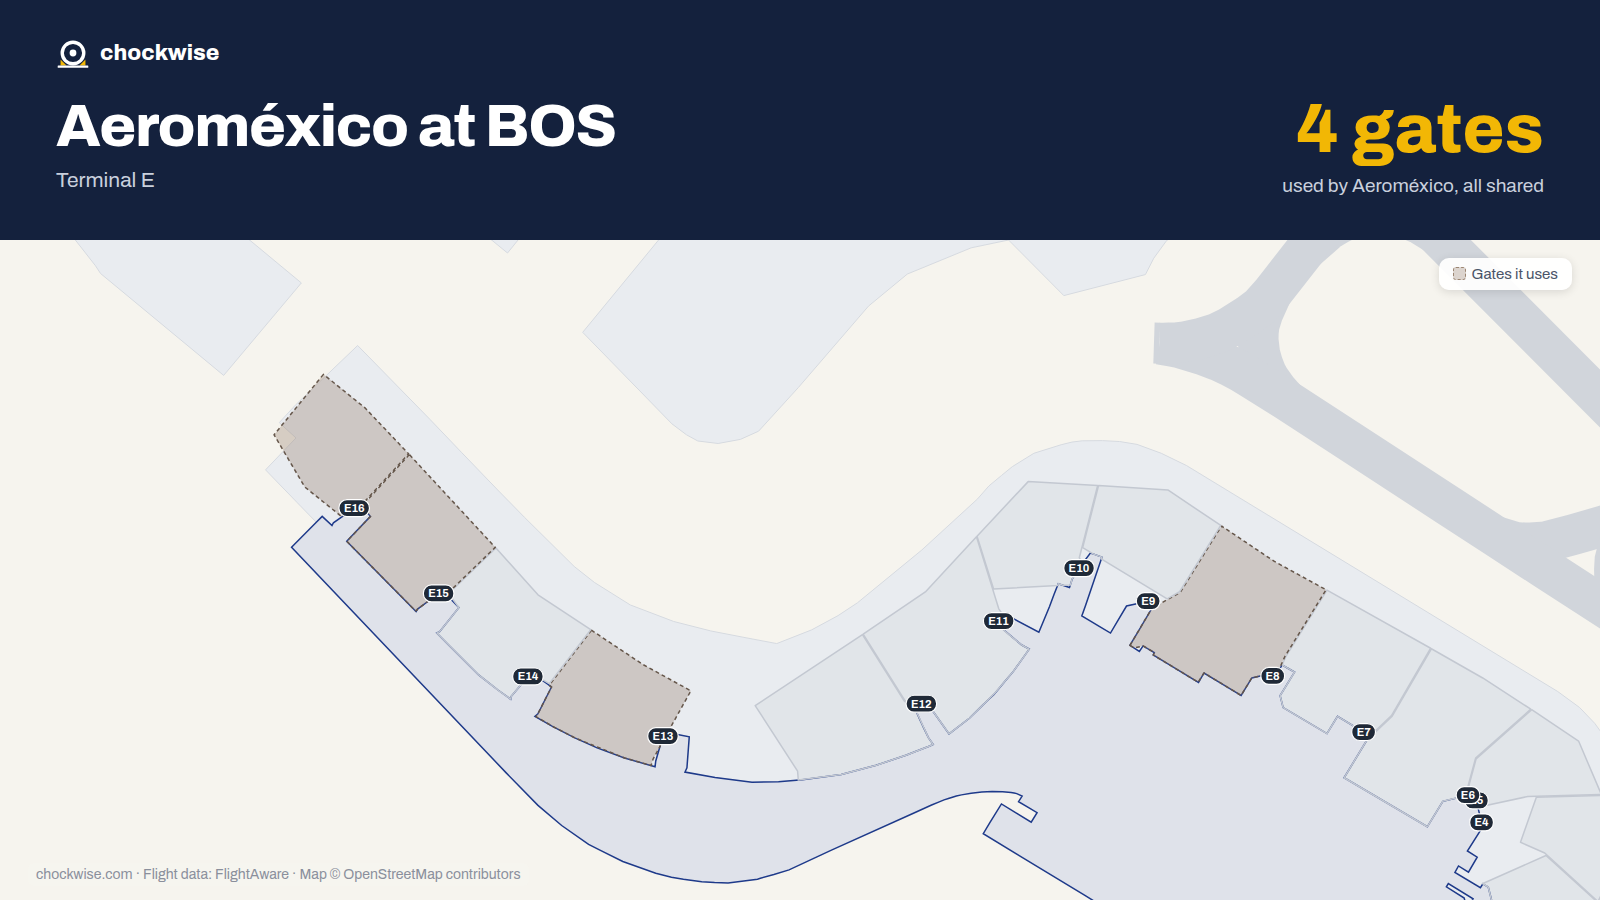 chockwise
Aeroméxico at BOS
Terminal E
4 gates
used by Aeroméxico, all shared
Gates it uses
E16
E15
E14
E13
E12
E11
E10
E9
E8
E7
E6
E4
chockwise.com · Flight data: FlightAware · Map © OpenStreetMap contributors